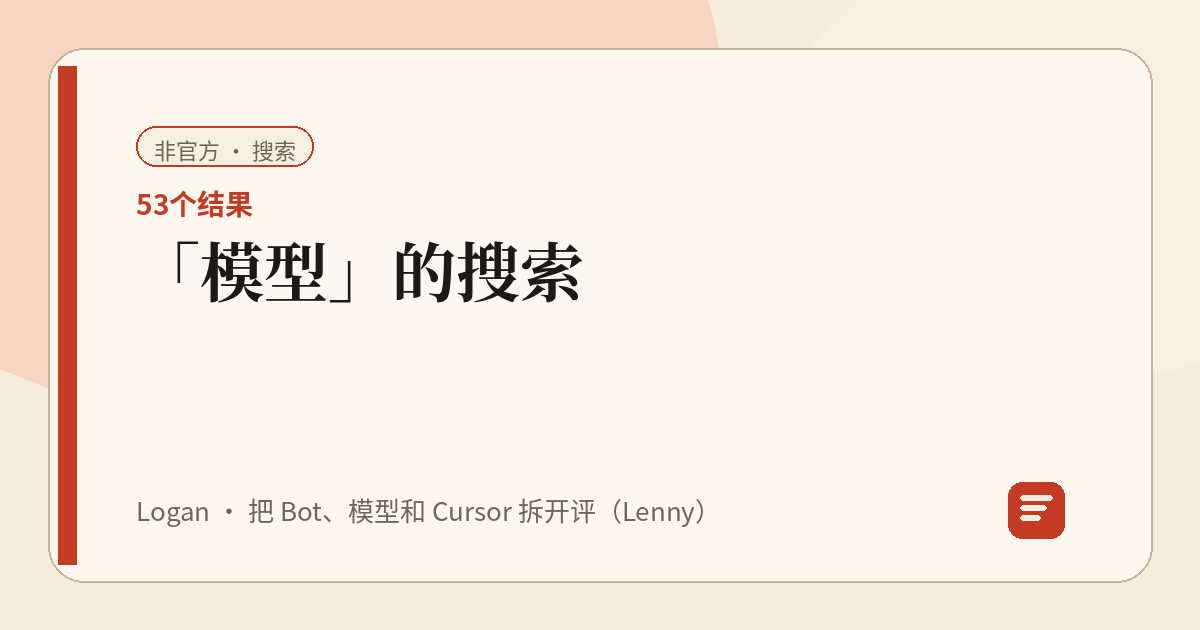 非官方 · 搜索
53个结果
「模型」的搜索
Logan · 把 Bot、模型和 Cursor 拆开评（Lenny）